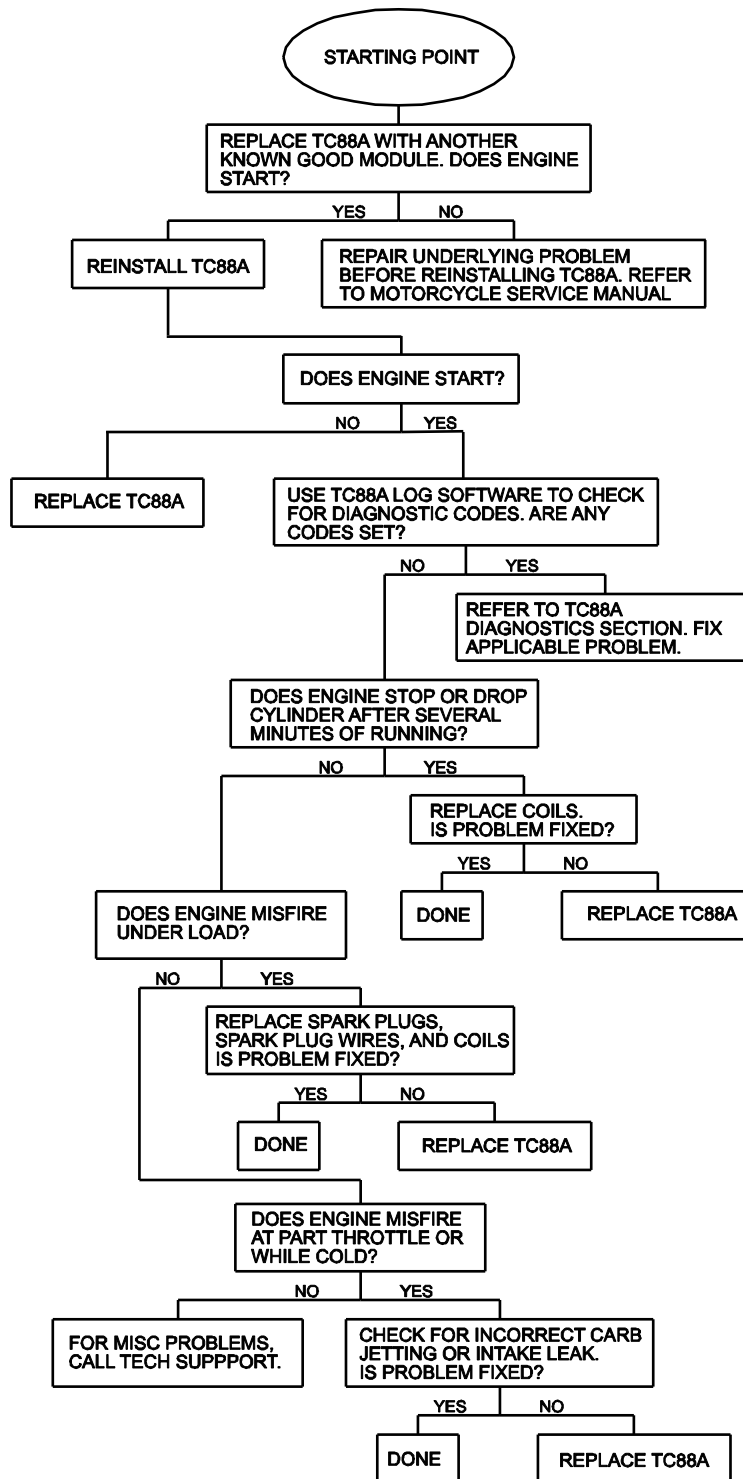 STARTING POINT
REPLACE TC88A WITH ANOTHER
KNOWN GOOD MODULE. DOES ENGINE
START?
YES
NO
REINSTALL TC88A
REPAIR UNDERLYING PROBLEM
BEFORE REINSTALLING TC88A. REFER
TO MOTORCYCLE SERVICE MANUAL
DOES ENGINE START?
NO
YES
REPLACE TC88A
USE TC88A LOG SOFTWARE TO CHECK
FOR DIAGNOSTIC CODES. ARE ANY
CODES SET?
NO
YES
REFER TO TC88A
DIAGNOSTICS SECTION. FIX
APPLICABLE PROBLEM.
DOES ENGINE STOP OR DROP
CYLINDER AFTER SEVERAL
MINUTES OF RUNNING?
NO
YES
REPLACE COILS.
IS PROBLEM FIXED?
YES
NO
DONE
REPLACE TC88A
DOES ENGINE MISFIRE
UNDER LOAD?
NO
YES
REPLACE SPARK PLUGS,
SPARK PLUG WIRES, AND COILS
IS PROBLEM FIXED?
YES
NO
DONE
REPLACE TC88A
DOES ENGINE MISFIRE
AT PART THROTTLE OR
WHILE COLD?
NO
YES
FOR MISC PROBLEMS,
CALL TECH SUPPPORT.
CHECK FOR INCORRECT CARB
JETTING OR INTAKE LEAK.
IS PROBLEM FIXED?
YES
NO
DONE
REPLACE TC88A